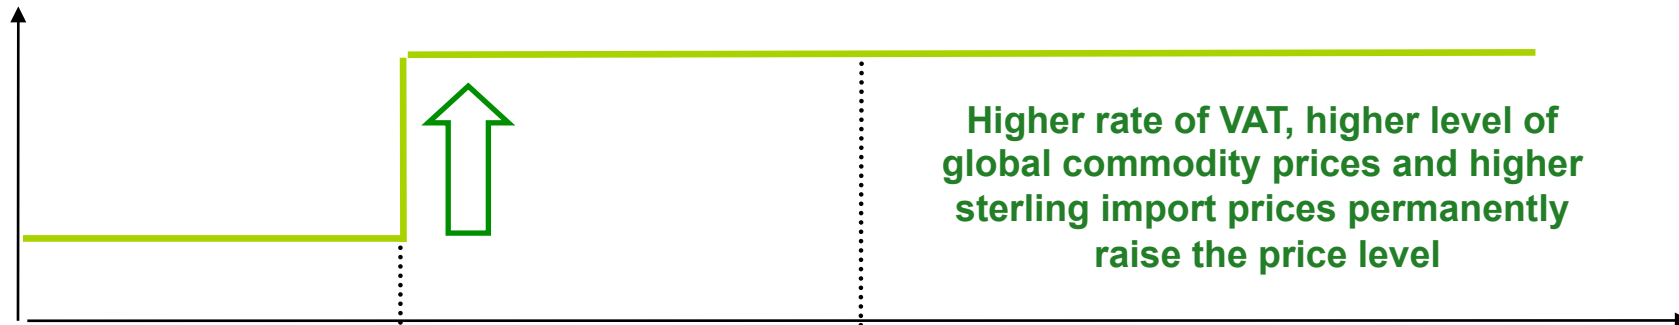 Higher rate of VAT, higher level of
global commodity prices and higher
sterling import prices permanently
raise the price level